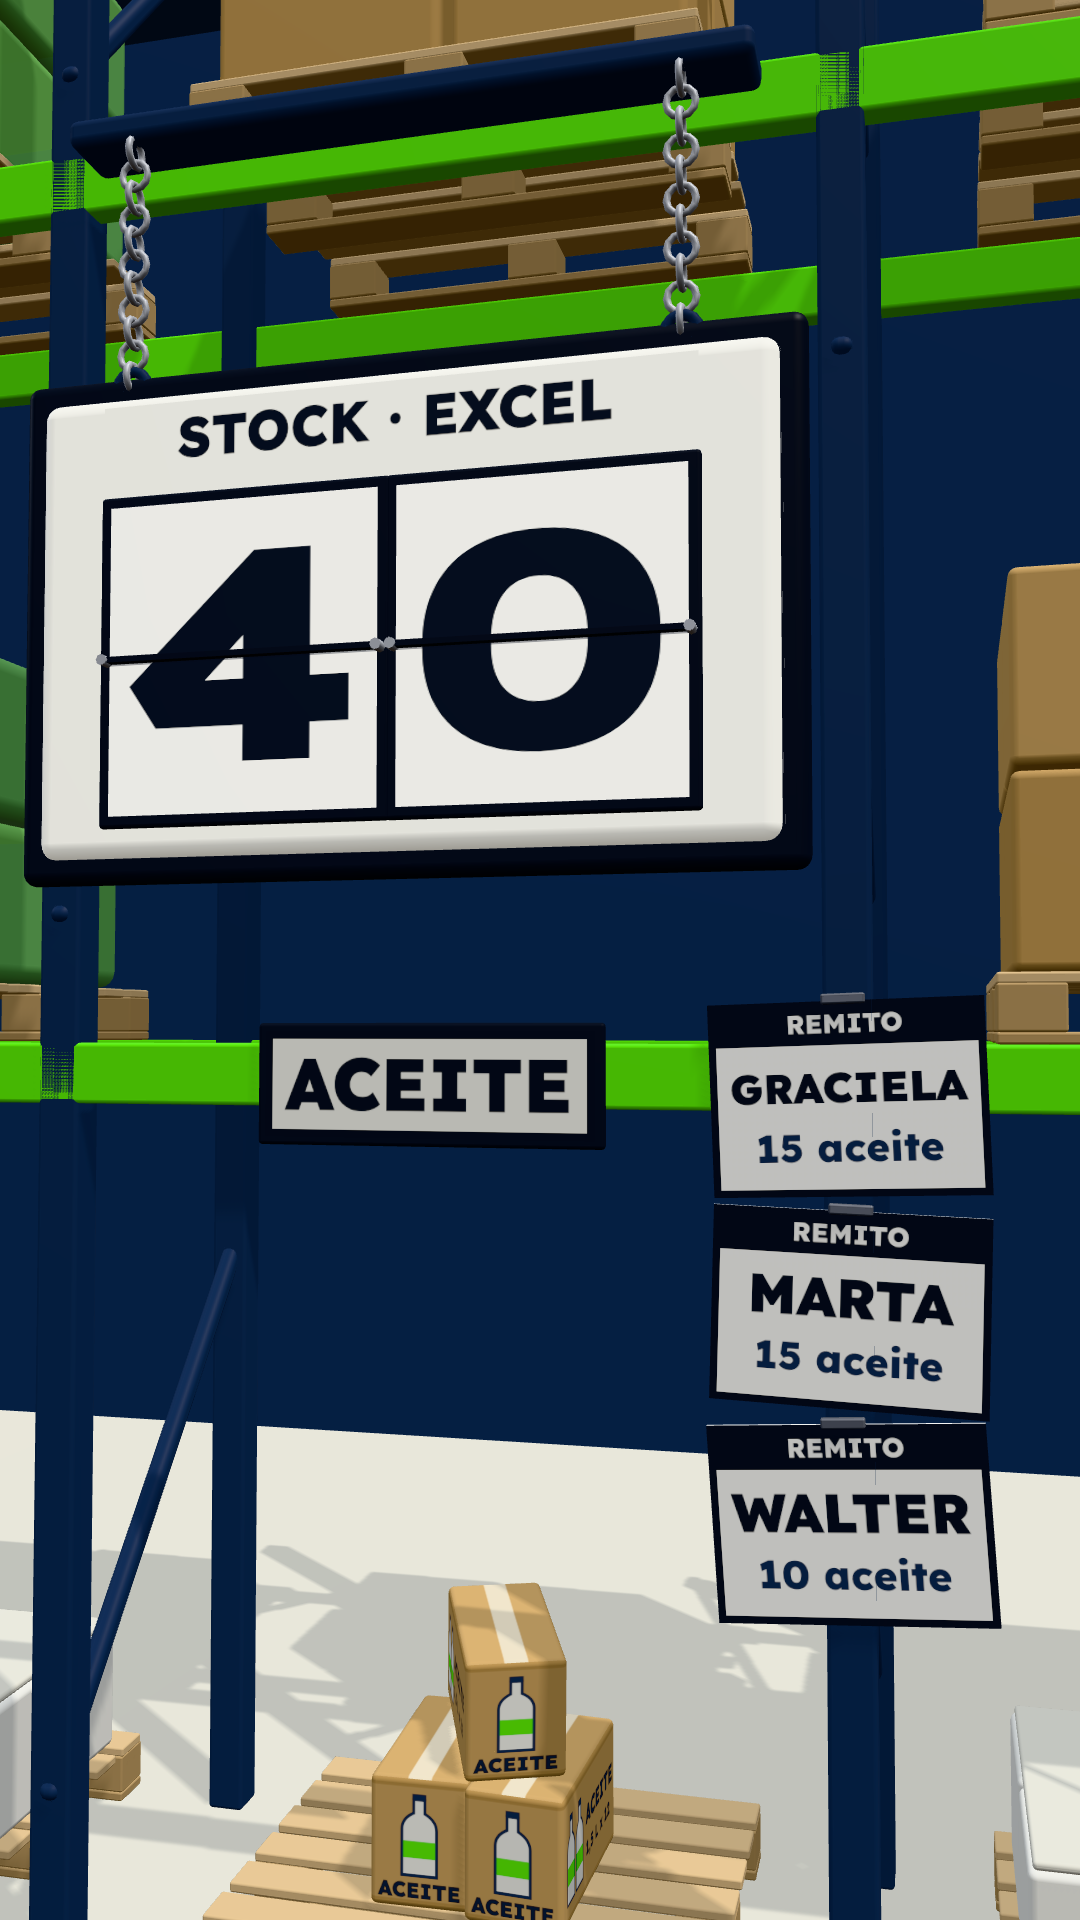 STOCK · EXCEL
40
ACEITE
REMITO
GRACIELA
15 aceite
REMITO
MARTA
15 aceite
REMITO
WALTER
10 aceite
ACEITE
ACEITE
ACEITE
ACEITE